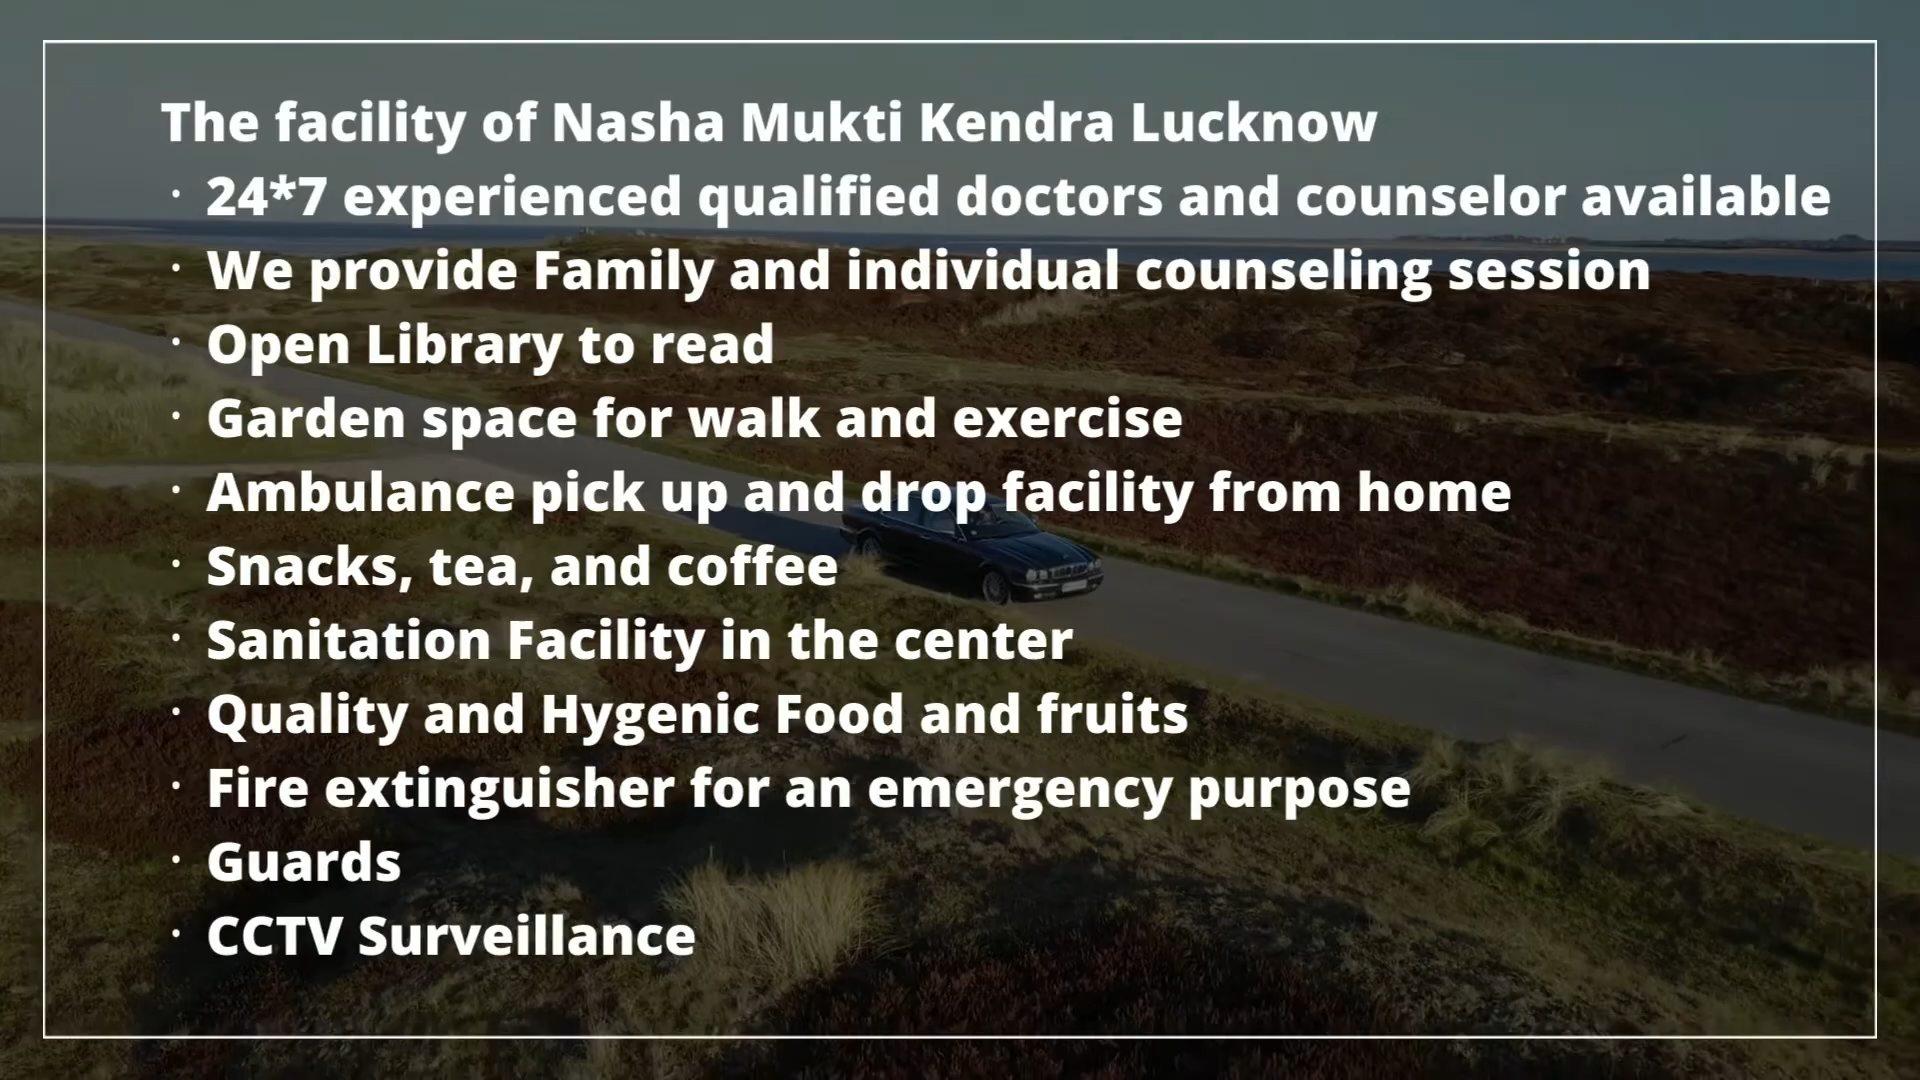 The facility of Nasha Mukti Kendra Lucknow
· 24*7 experienced qualified doctors and counselor available
· We provide Family and individual counseling session
· Open Library to read
· Garden space for walk and exercise
· Ambulance pick up and drop facility from home
· Snacks, tea, and coffee
· Sanitation Facility in the center
· Quality and Hygenic Food and fruits
· Fire extinguisher for an emergency purpose
· Guards
· CCTV Surveillance